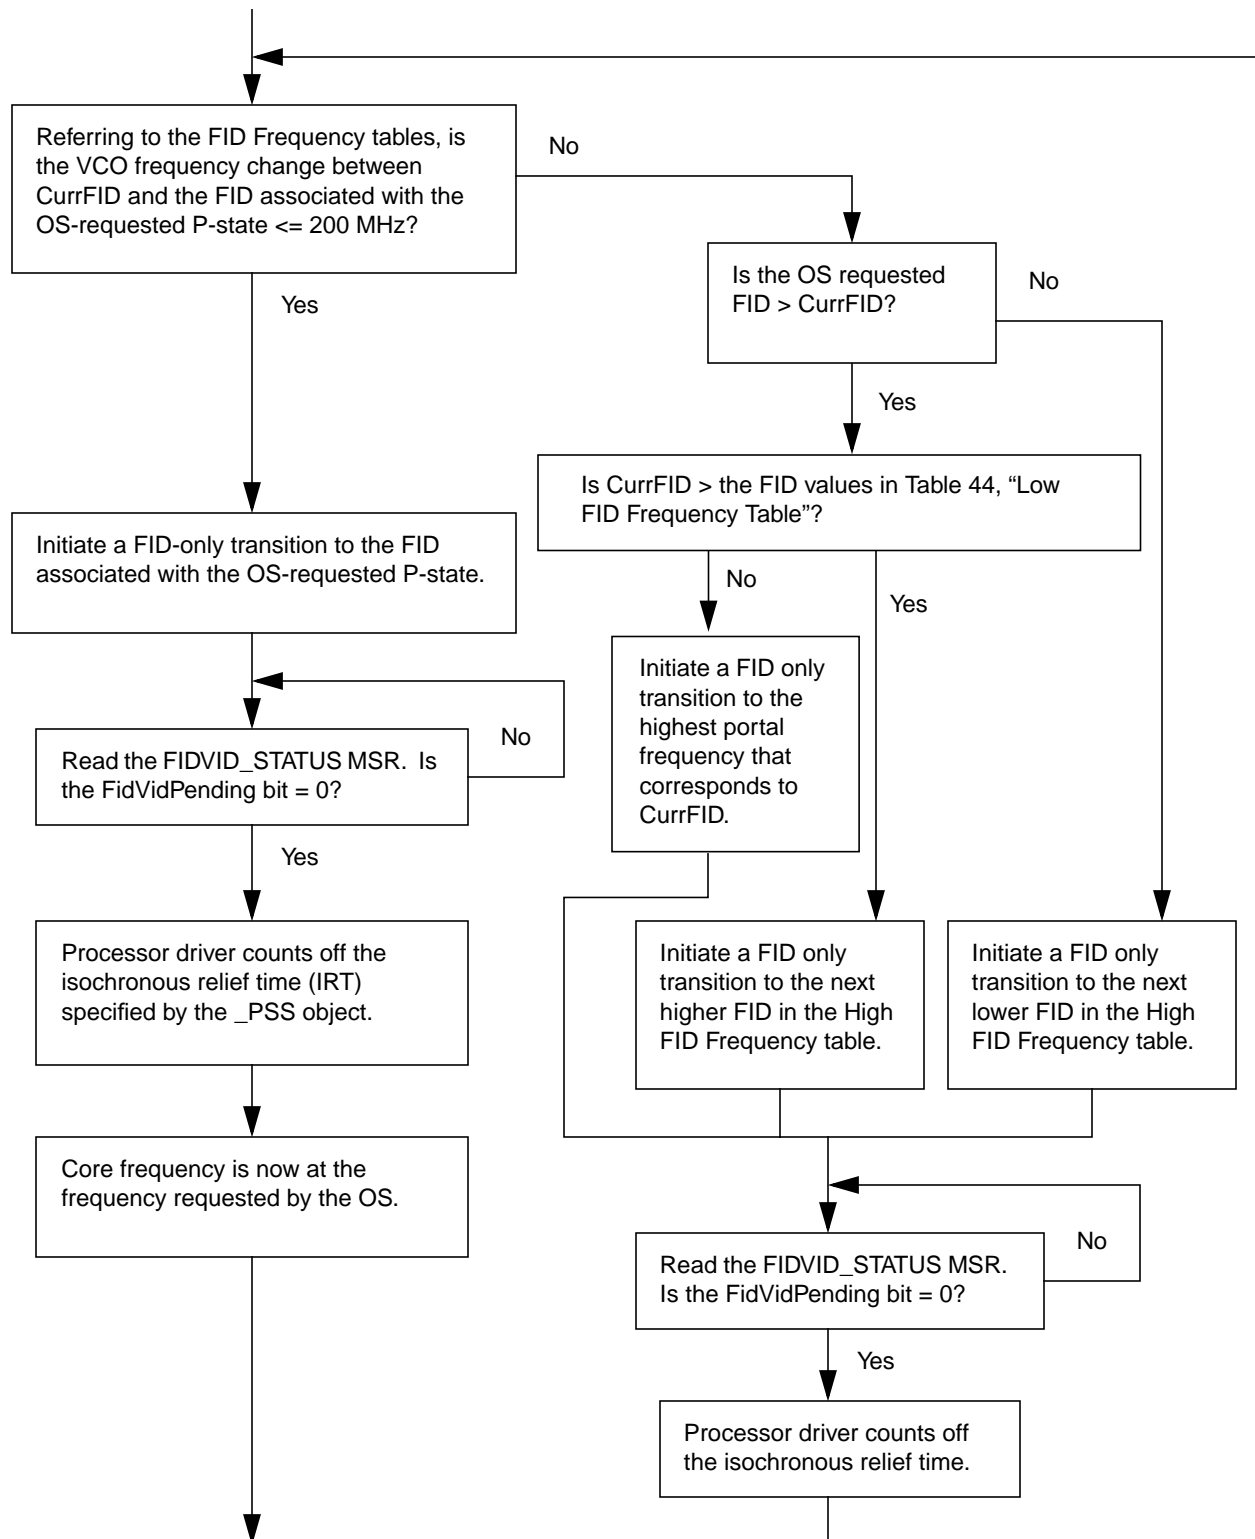 Referring to the FID Frequency tables, is
the VCO frequency change between
CurrFID and the FID associated with the
OS-requested P-state <= 200 MHz?
No
Yes
Is the OS requested
FID > CurrFID?
No
Yes
Is CurrFID > the FID values in Table 44, “Low
FID Frequency Table”?
No
Yes
Initiate a FID-only transition to the FID
associated with the OS-requested P-state.
Initiate a FID only
transition to the
highest portal
frequency that
corresponds to
CurrFID.
Read the FIDVID_STATUS MSR.  Is
the FidVidPending bit = 0?
No
Yes
Processor driver counts off the
isochronous relief time (IRT)
specified by the _PSS object.
Initiate a FID only
transition to the next
higher FID in the High
FID Frequency table.
Initiate a FID only
transition to the next
lower FID in the High
FID Frequency table.
Core frequency is now at the
frequency requested by the OS.
Read the FIDVID_STATUS MSR.
Is the FidVidPending bit = 0?
No
Yes
Processor driver counts off
the isochronous relief time.